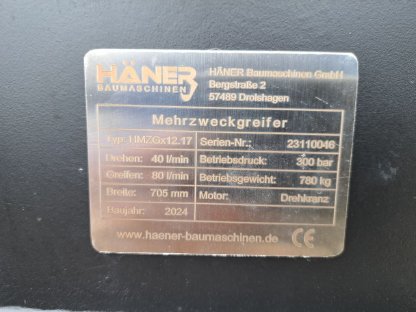 HÄNER
BAUMASCHINEN
HÄNER Baumaschinen GmbH
Bergstraße 2
57489 Drolshagen
Mehrzweckgreifer
Typ: HMZGx12.17 Serien-Nr.: 23110046
Drehen: 40 l/min Betriebsdruck: 300 bar
Greifen: 80 l/min Betriebsgewicht: 780 kg
Breite: 705 mm Motor: Drehkranz
Baujahr: 2024
www.haener-baumaschinen.de CE